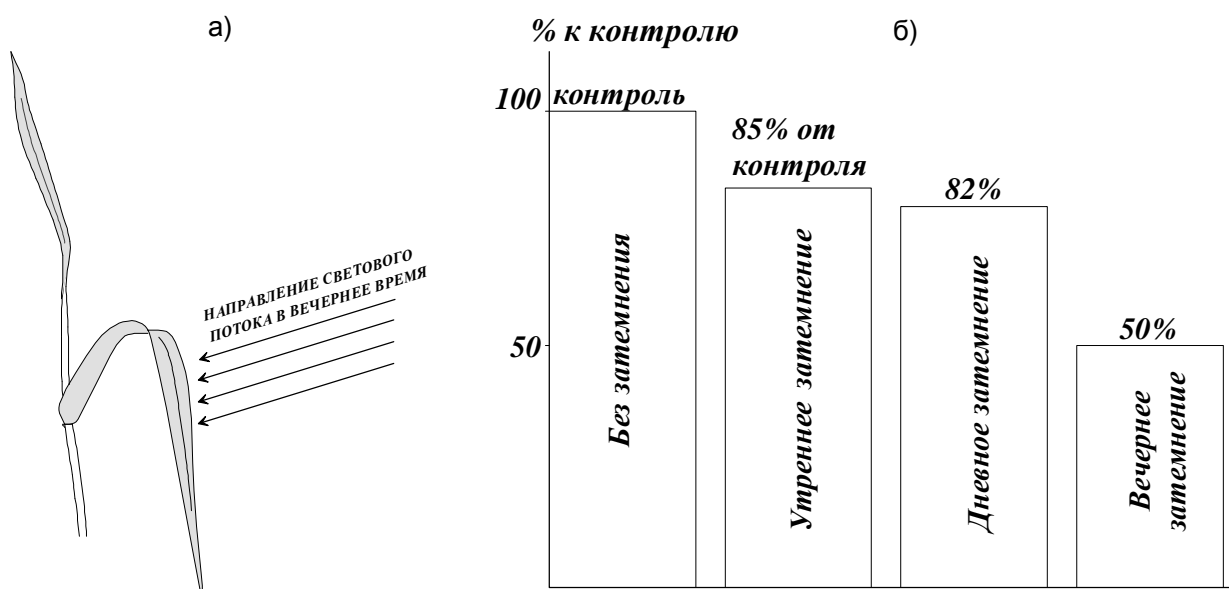 а)
НАПРАВЛЕНИЕ СВЕТОВОГО
ПОТОКА В ВЕЧЕРНЕЕ ВРЕМЯ
б)
% к контролю
100
контроль
85% от
контроля
82%
50%
50
Без затемнения
Утреннее затемнение
Дневное затемнение
Вечернее
затемнение